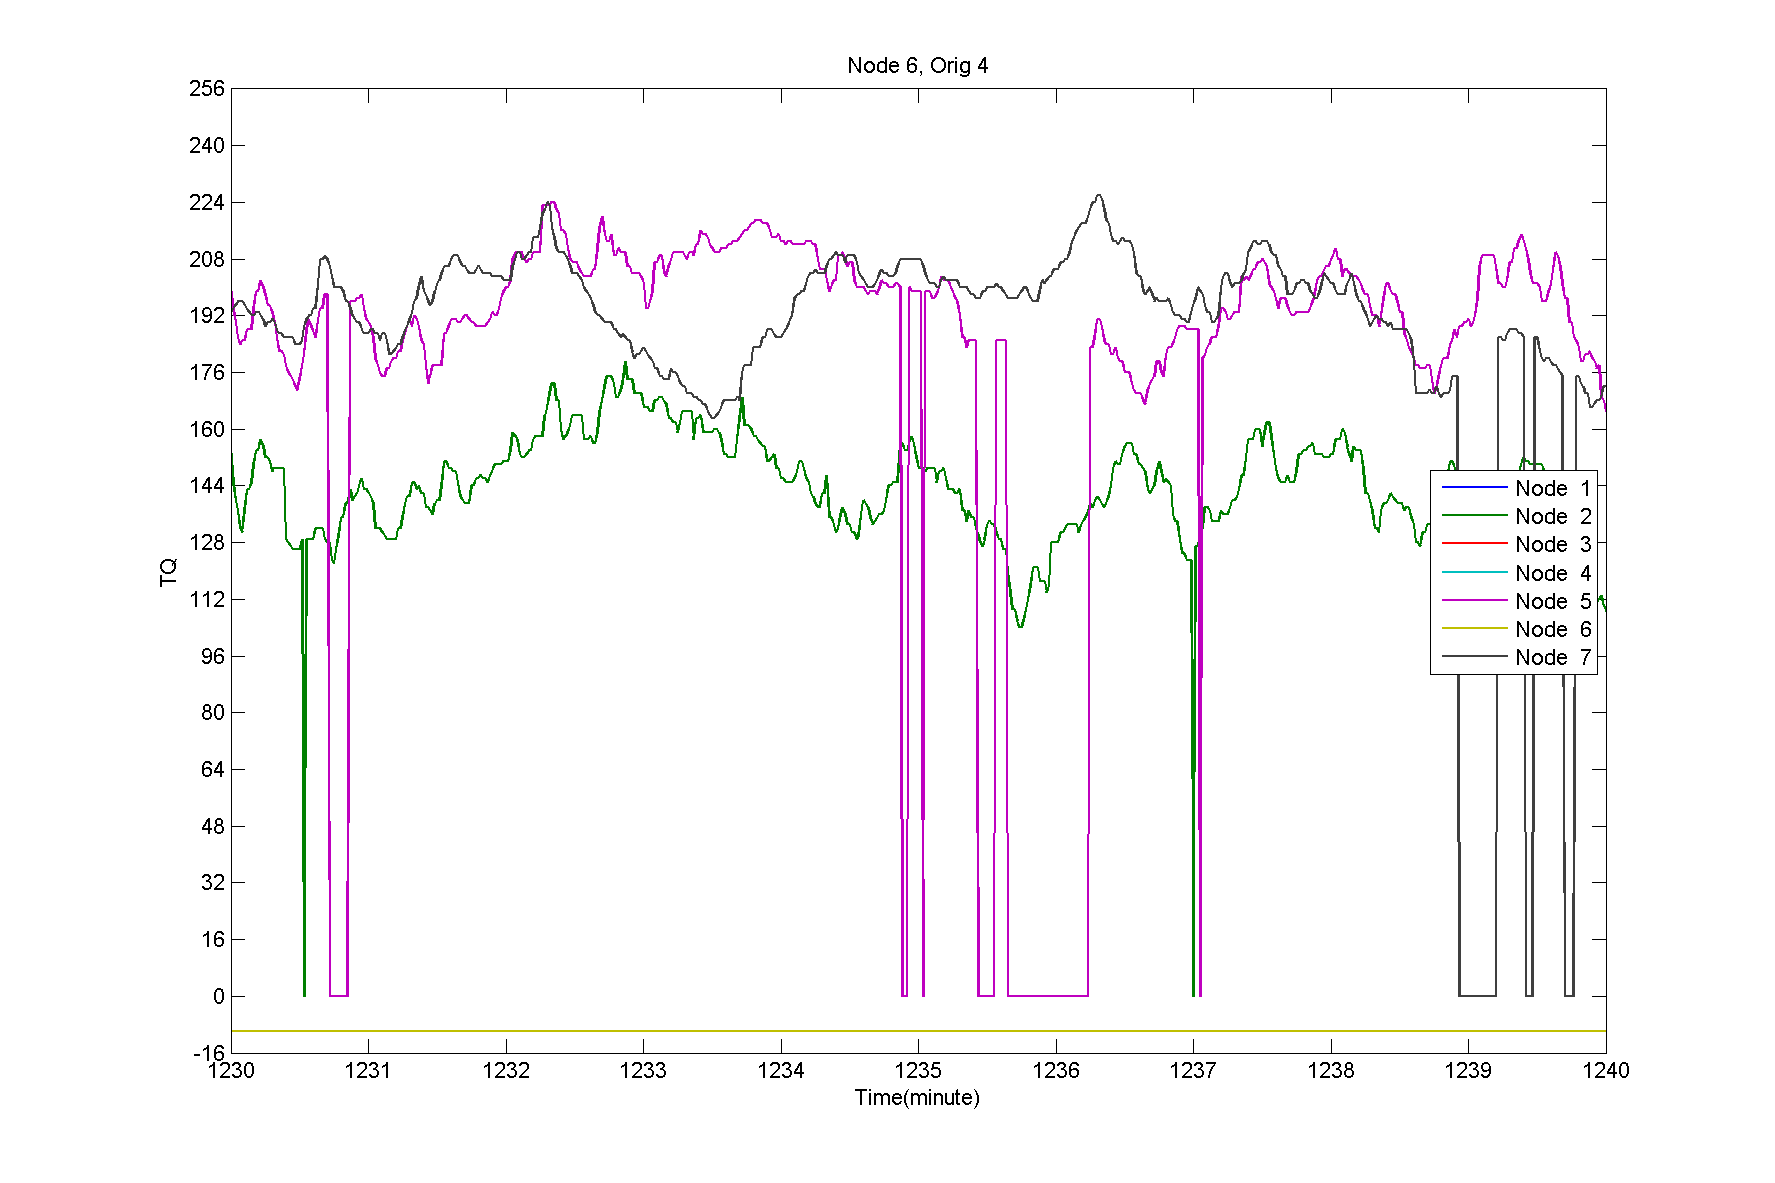 Node 6, Orig 4
256
240
224
208
192
176
160
144
128
112
96
80
64
48
32
16
0
-16
TQ
Node 1
Node 2
Node 3
Node 4
Node 5
Node 6
Node 7
1230 1231 1232 1233 1234 1235 1236 1237 1238 1239 1240
Time(minute)